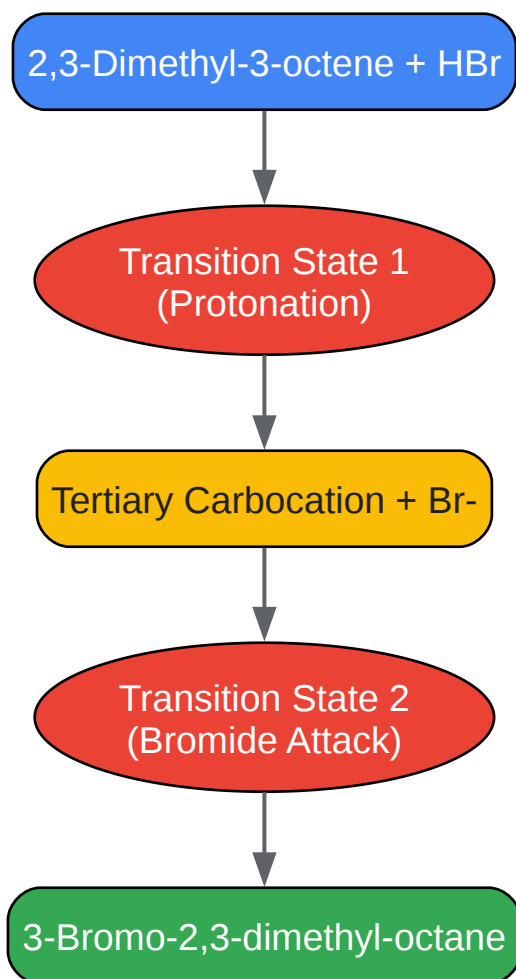 2,3-Dimethyl-3-octene + HBr
Transition State 1
(Protonation)
Tertiary Carbocation + Br-
Transition State 2
(Bromide Attack)
3-Bromo-2,3-dimethyl-octane